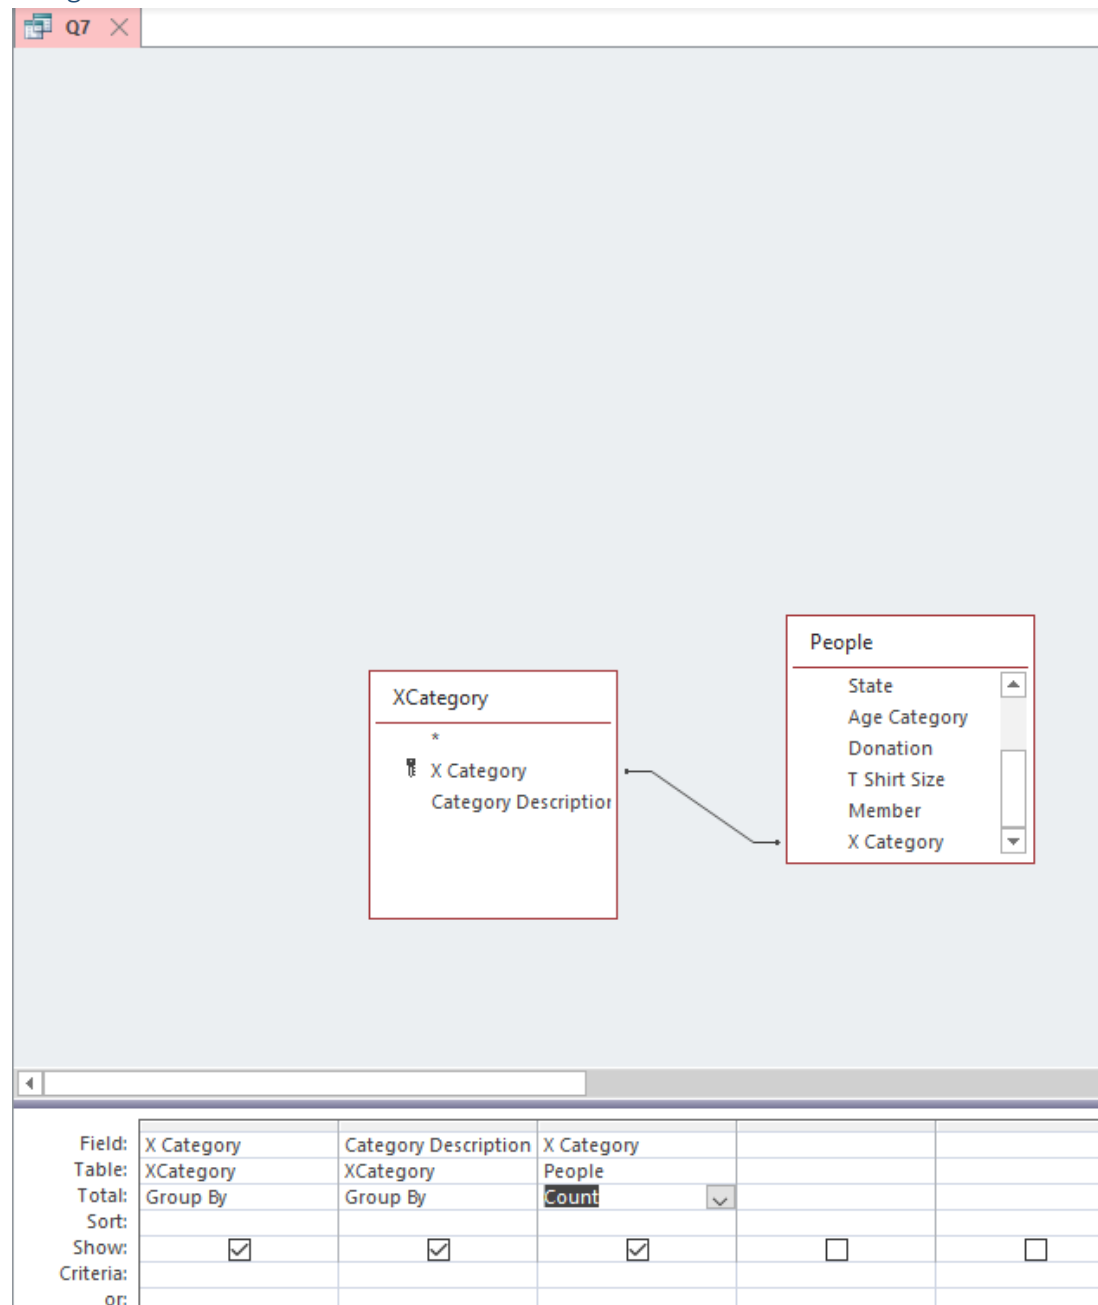 Q7
People
State
Age Category
Donation
T Shirt Size
Member
X Category
XCategory
*
X Category
Category Description
Field: X Category Category Description X Category
Table: XCategory XCategory People
Total: Group By Group By Count
Sort:
Show:
Criteria:
or: